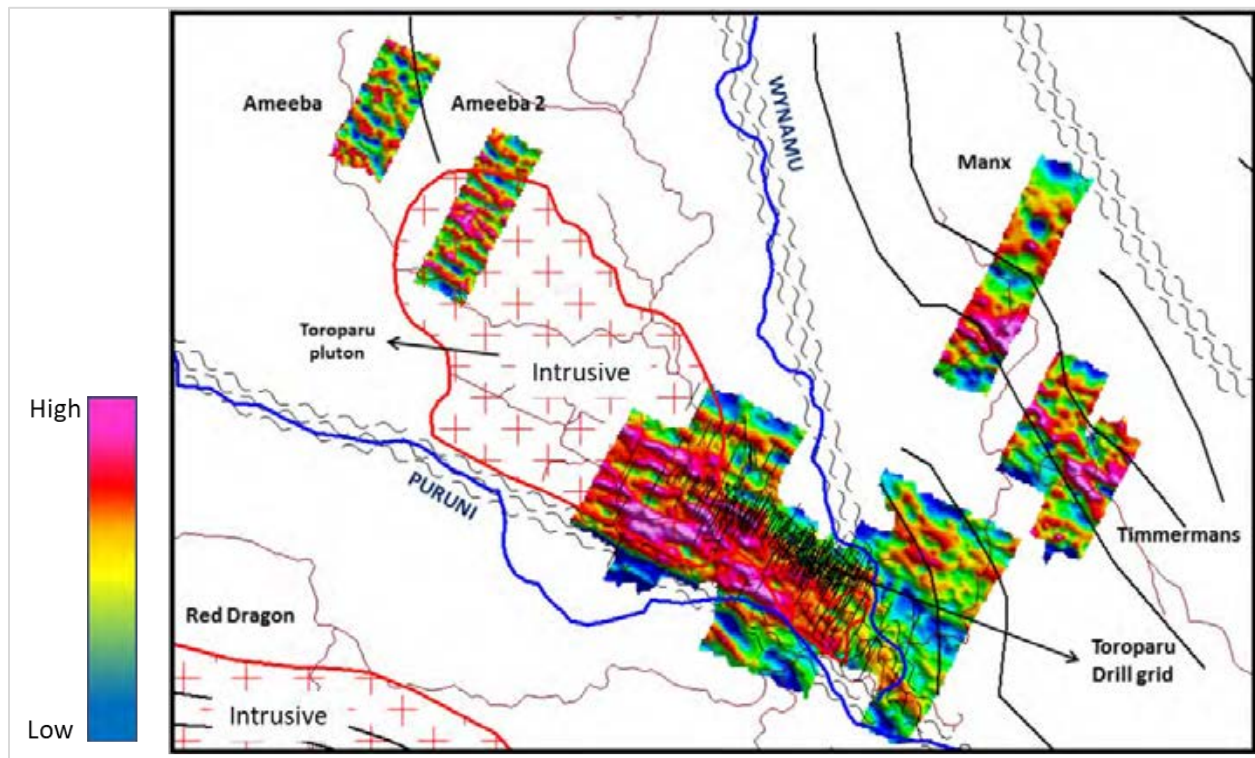 Ameeba
Ameeba 2
WYNAMU
Manx
Toroparu
pluton
Intrusive
High
PURUNI
Timmermans
Red Dragon
Toroparu
Drill grid
Intrusive
Low